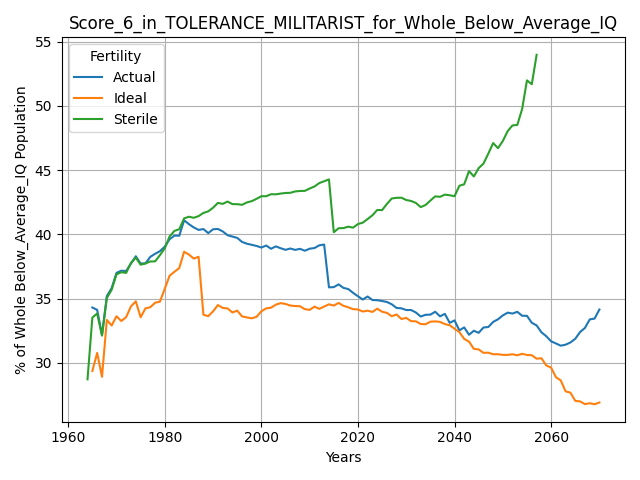 Score_6_in_TOLERANCE_MILITARIST_for_Whole_Below_Average_IQ
Fertility
Actual
Ideal
Sterile
% of Whole Below_Average_IQ Population
55
50
45
40
35
30
1960
1980
2000
2020
2040
2060
Years